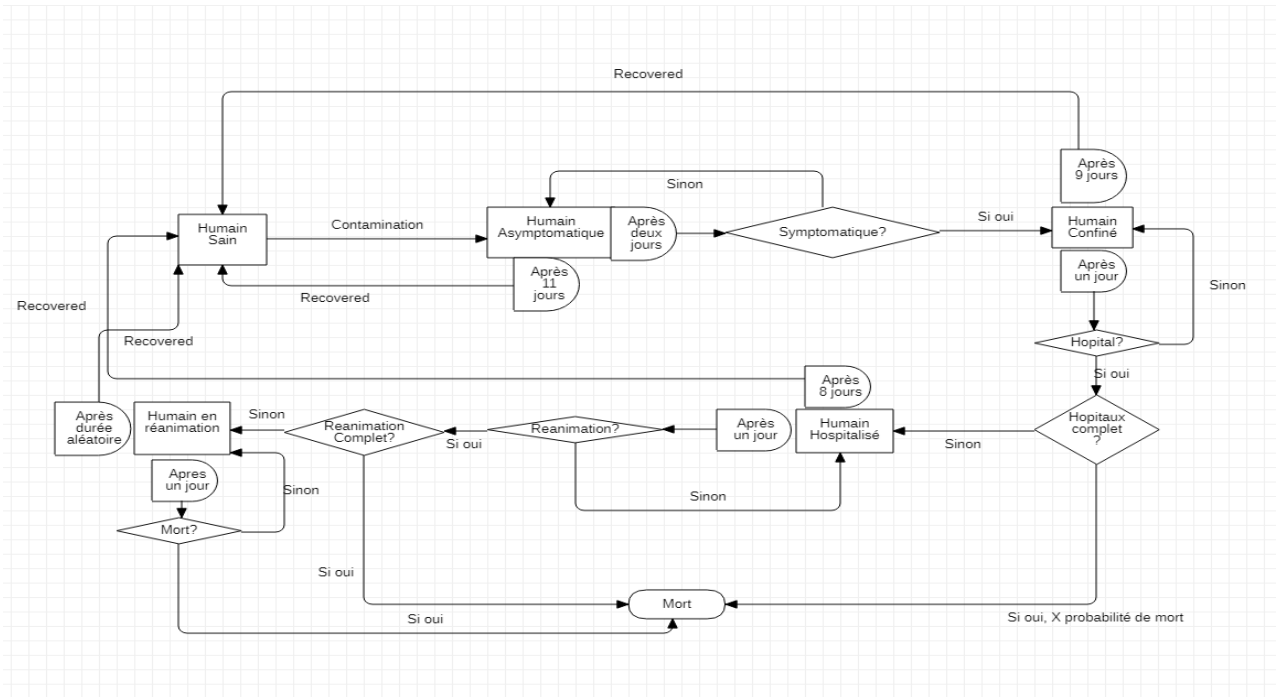 Recovered
Après
9 jours
Sinon
Humain
Sain
Contamination
Humain
Asymptomatique
Après
deux
jours
Symptomatique?
Si oui
Humain
Confiné
Après
11
jours
Recovered
Après
un jour
Sinon
Recovered
Recovered
Hopital?
Si oui
Après
8 jours
Après
durée
aléatoire
Humain en
réanimation
Sinon
Reanimation
Complet?
Si oui
Reanimation?
Après
un jour
Humain
Hospitalisé
Sinon
Hopitaux
complet
?
Apres
un jour
Sinon
Sinon
Mort?
Si oui
Si oui
Mort
Si oui, X probabilité de mort